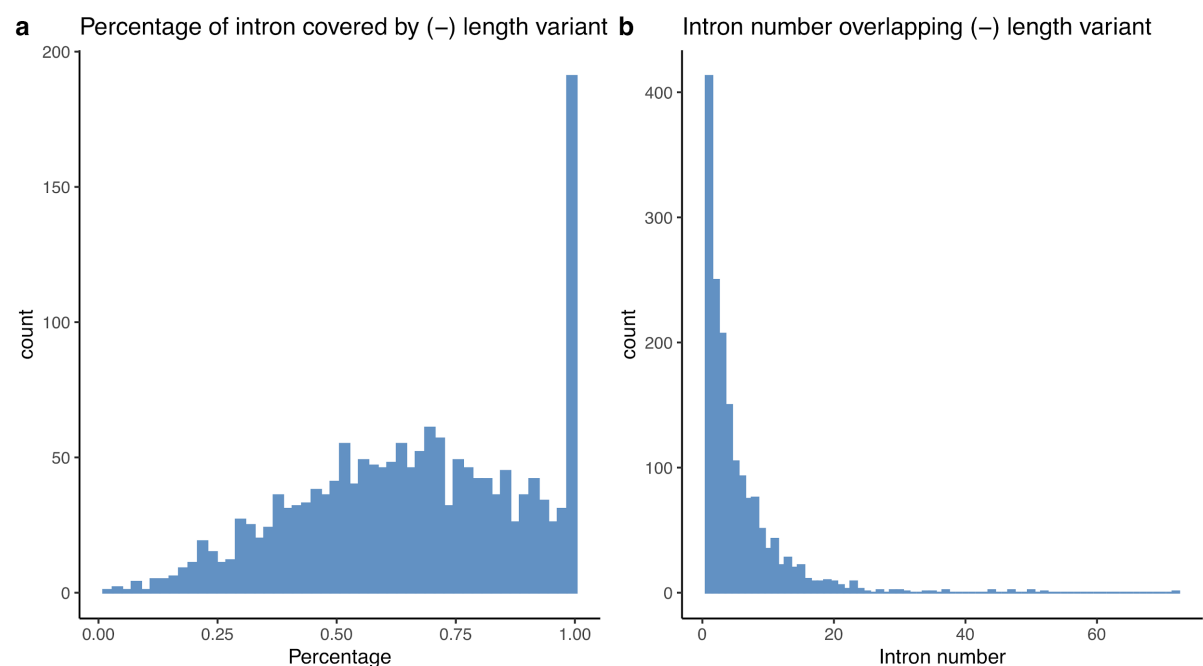 a Percentage of intron covered by (−) length variant
200
150
100
50
0
count
0.00 0.25 0.50 0.75 1.00
Percentage
b Intron number overlapping (−) length variant
400
300
200
100
0
count
0 20 40 60
Intron number